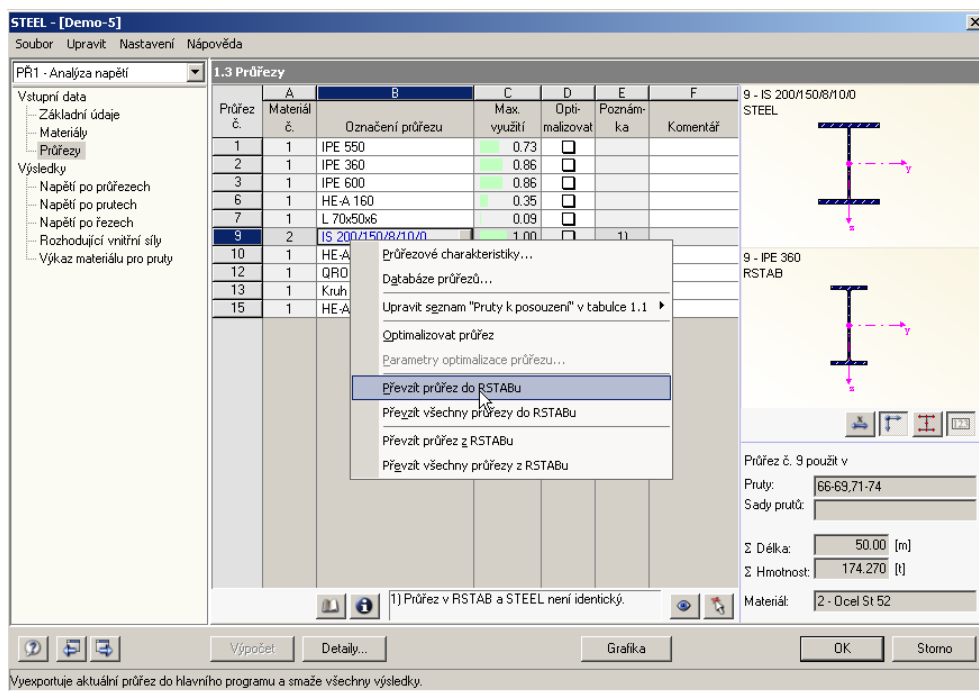 STEEL - [Demo-5]
Soubor Upravit Nastavení Nápověda
PŘ1 - Analýza napětí
Vstupní data
Základní údaje
Materiály
Průřezy
Výsledky
Napětí po průřezech
Napětí po prutech
Napětí po řezech
Rozhodující vnitřní síly
Výkaz materiálu pro pruty
1.3 Průřezy
A B C D E F
Průřez č. Materiál č. Označení průřezu Max. využití Opti- malizovat Poznám- ka Komentář
1 1 IPE 550 0.73
2 1 IPE 360 0.86
3 1 IPE 600 0.86
6 1 HE-A 160 0.35
7 1 L 70x50x6 0.09
9 2 IS 200/150/8/10/0 1.00 1)
10 1 HE-A
12 1 QRO
13 1 Kruh
15 1 HE-A
Průřezové charakteristiky...
Databáze průřezů...
Upravit seznam "Pruty k posouzení" v tabulce 1.1
Optimalizovat průřez
Parametry optimalizace průřezu...
Převzít průřez do RSTABu
Převzít všechny průřezy do RSTABu
Převzít průřez z RSTABu
Převzít všechny průřezy z RSTABu
1) Průřez v RSTAB a STEEL není identický.
9 - IS 200/150/8/10/0
STEEL
y
z
9 - IPE 360
RSTAB
y
z
123
Průřez č. 9 použit v
Pruty: 66-69,71-74
Sady prutů:
Σ Délka: 50.00 [m]
Σ Hmotnost: 174.270 [t]
Materiál: 2 - Ocel St 52
Výpočet Detaily... Grafika OK Storno
Vyexportuje aktuální průřez do hlavního programu a smaže všechny výsledky.